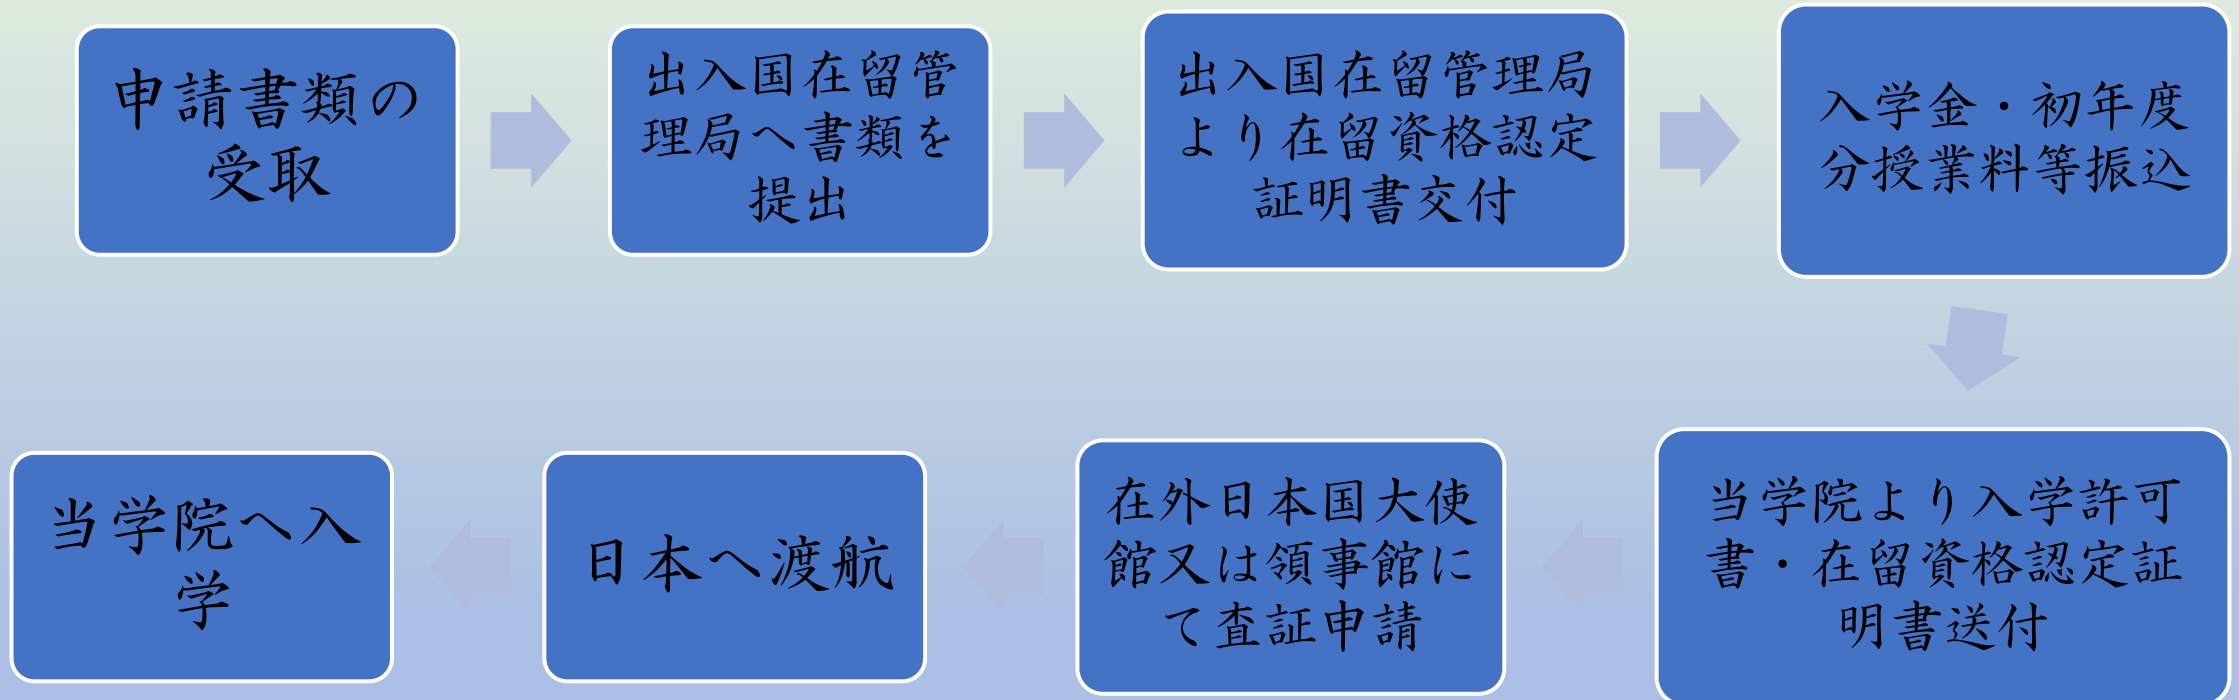 申請書類の
受取
出入国在留管
理局へ書類を
提出
出入国在留管理局
より在留資格認定
証明書交付
入学金・初年度
分授業料等振込
当学院より入学許可
書・在留資格認定証
明書送付
在外日本国大使
館又は領事館に
て査証申請
日本へ渡航
当学院へ入
学